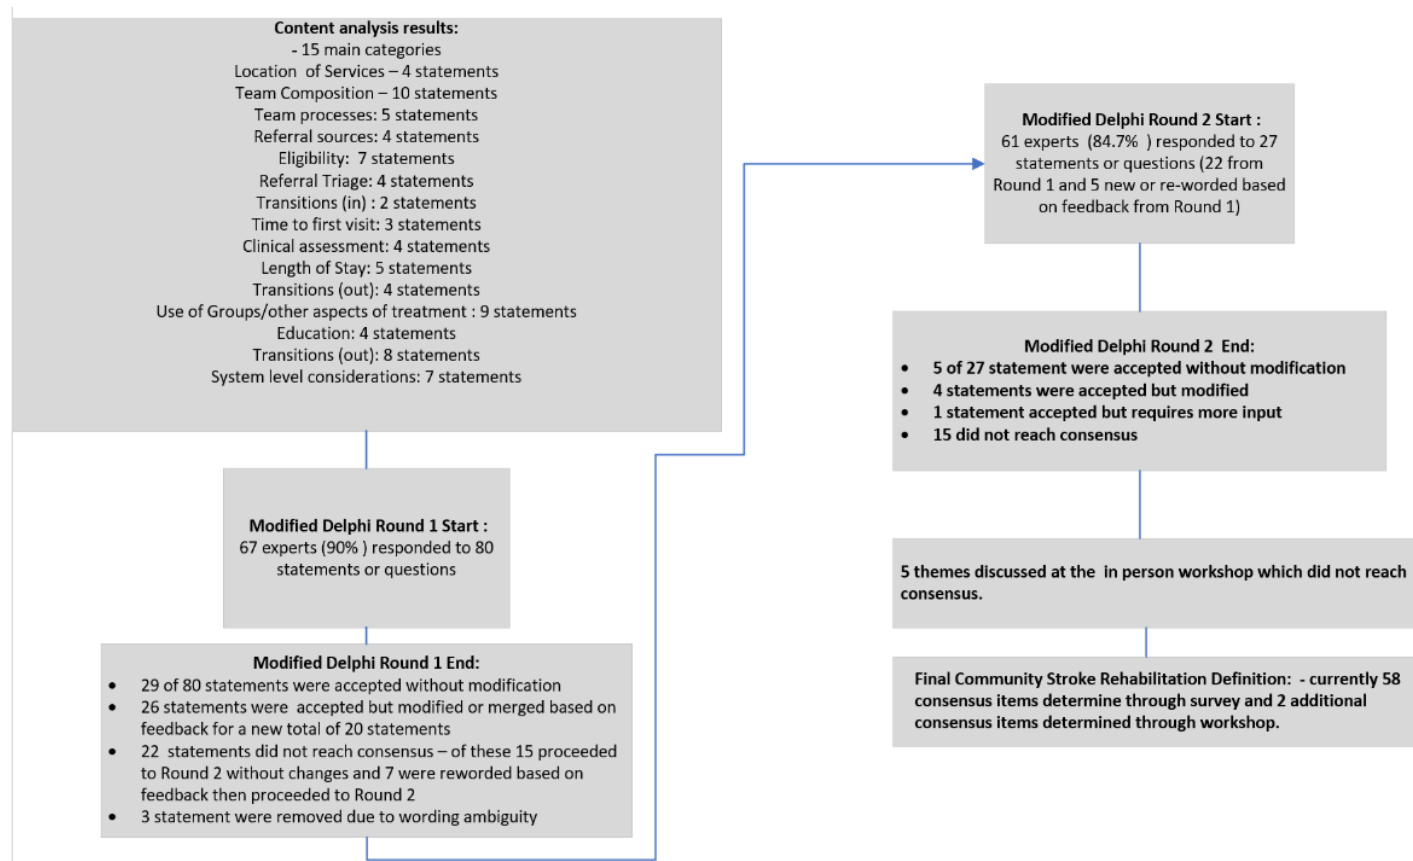 Content analysis results:
- 15 main categories
Location of Services – 4 statements
Team Composition – 10 statements
Team processes: 5 statements
Referral sources: 4 statements
Eligibility: 7 statements
Referral Triage: 4 statements
Transitions (in) : 2 statements
Time to first visit: 3 statements
Clinical assessment: 4 statements
Length of Stay: 5 statements
Transitions (out): 4 statements
Use of Groups/other aspects of treatment : 9 statements
Education: 4 statements
Transitions (out): 8 statements
System level considerations: 7 statements
Modified Delphi Round 1 Start :
67 experts (90% ) responded to 80
statements or questions
Modified Delphi Round 1 End:
• 29 of 80 statements were accepted without modification
• 26 statements were accepted but modified or merged based on
feedback for a new total of 20 statements
• 22 statements did not reach consensus – of these 15 proceeded
to Round 2 without changes and 7 were reworded based on
feedback then proceeded to Round 2
• 3 statement were removed due to wording ambiguity
Modified Delphi Round 2 Start :
61 experts (84.7% ) responded to 27
statements or questions (22 from
Round 1 and 5 new or re-worded based
on feedback from Round 1)
Modified Delphi Round 2 End:
• 5 of 27 statement were accepted without modification
• 4 statements were accepted but modified
• 1 statement accepted but requires more input
• 15 did not reach consensus
5 themes discussed at the in person workshop which did not reach
consensus.
Final Community Stroke Rehabilitation Definition: - currently 58
consensus items determine through survey and 2 additional
consensus items determined through workshop.